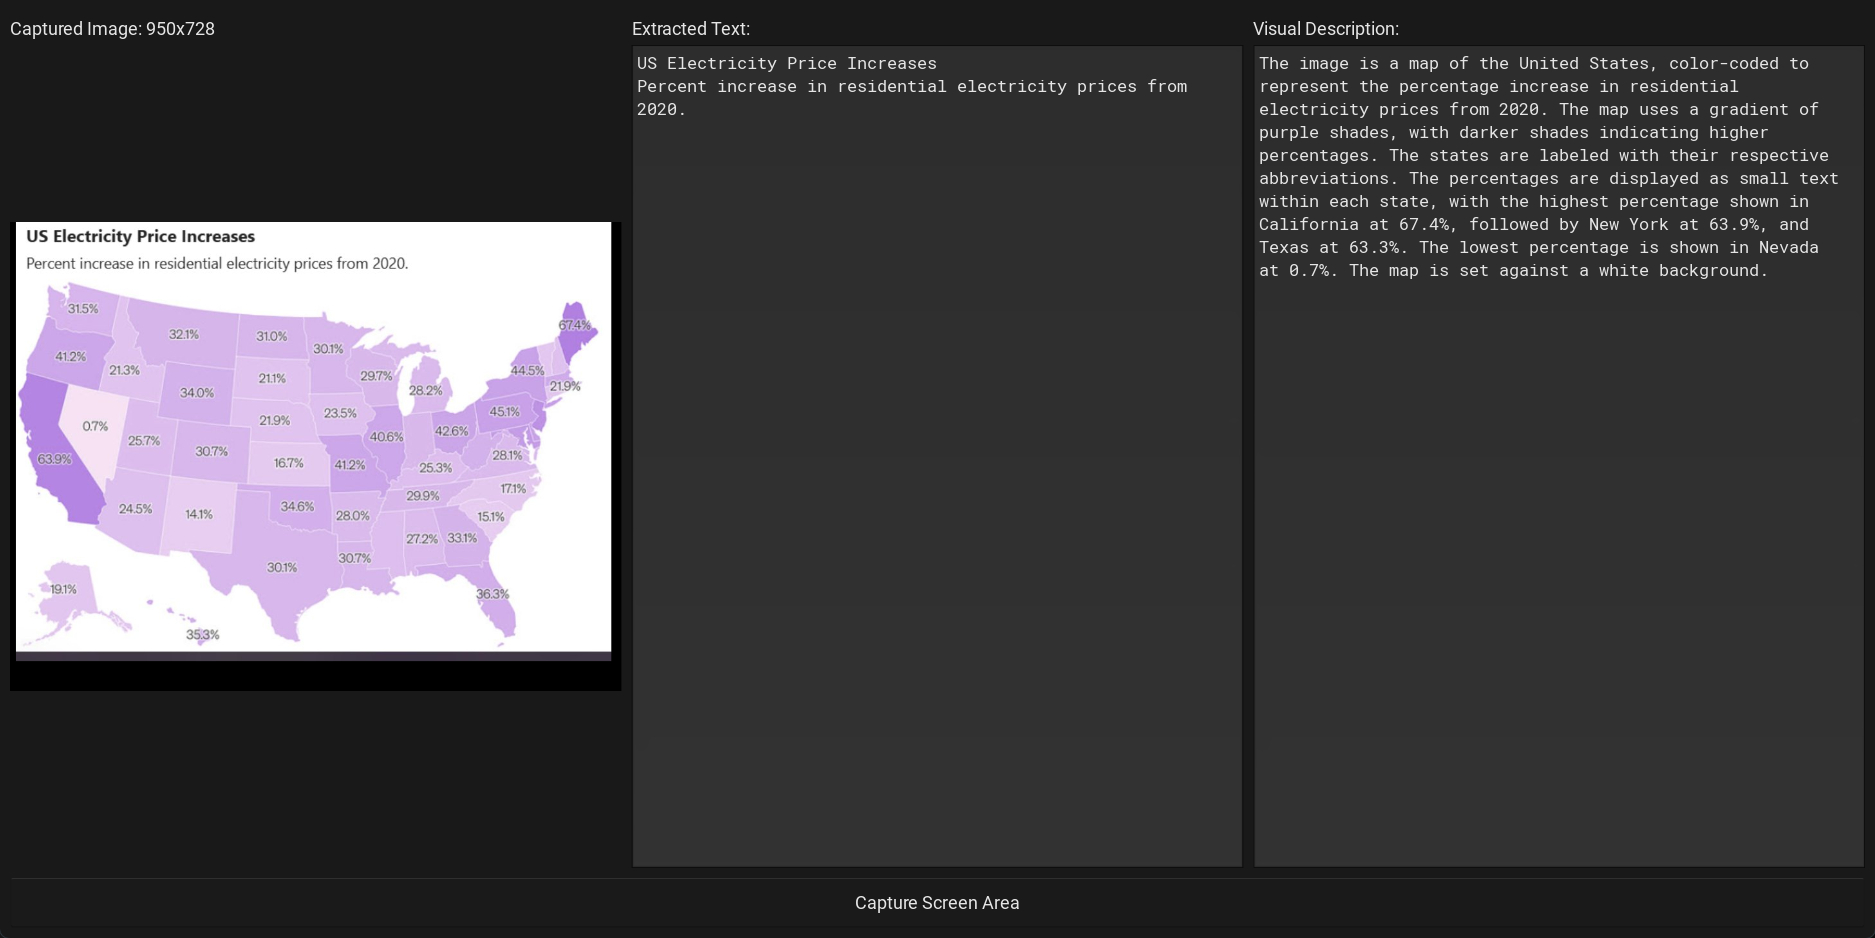 Captured Image: 950x728
US Electricity Price Increases
Percent increase in residential electricity prices from 2020.
31.5%
32.1%
31.0%
30.1%
67.4%
41.2%
21.3%
34.0%
21.1%
29.7%
28.2%
44.5%
21.9%
0.7%
25.7%
30.7%
21.9%
23.5%
40.6%
42.6%
45.1%
63.9%
16.7%
41.2%
25.3%
28.1%
24.5%
14.1%
34.6%
28.0%
29.9%
17.1%
15.1%
30.1%
30.7%
27.2%
33.1%
36.3%
19.1%
35.3%
Extracted Text:
US Electricity Price Increases
Percent increase in residential electricity prices from
2020.
Visual Description:
The image is a map of the United States, color-coded to
represent the percentage increase in residential
electricity prices from 2020. The map uses a gradient of
purple shades, with darker shades indicating higher
percentages. The states are labeled with their respective
abbreviations. The percentages are displayed as small text
within each state, with the highest percentage shown in
California at 67.4%, followed by New York at 63.9%, and
Texas at 63.3%. The lowest percentage is shown in Nevada
at 0.7%. The map is set against a white background.
Capture Screen Area